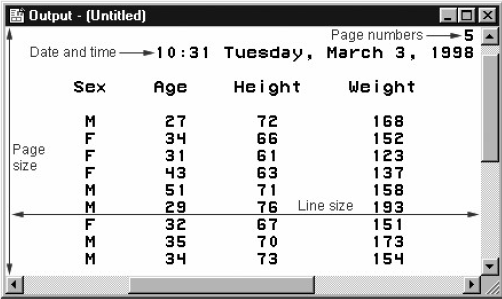 Output - (Untitled)
Page numbers 5
Date and time 10:31 Tuesday, March 3, 1998
Sex Age Height Weight
M 27 72 168
F 34 66 152
F 31 61 123
Page size
F 43 63 137
M 51 71 158
M 29 76 Line size 193
F 32 67 151
M 35 70 173
M 34 73 154